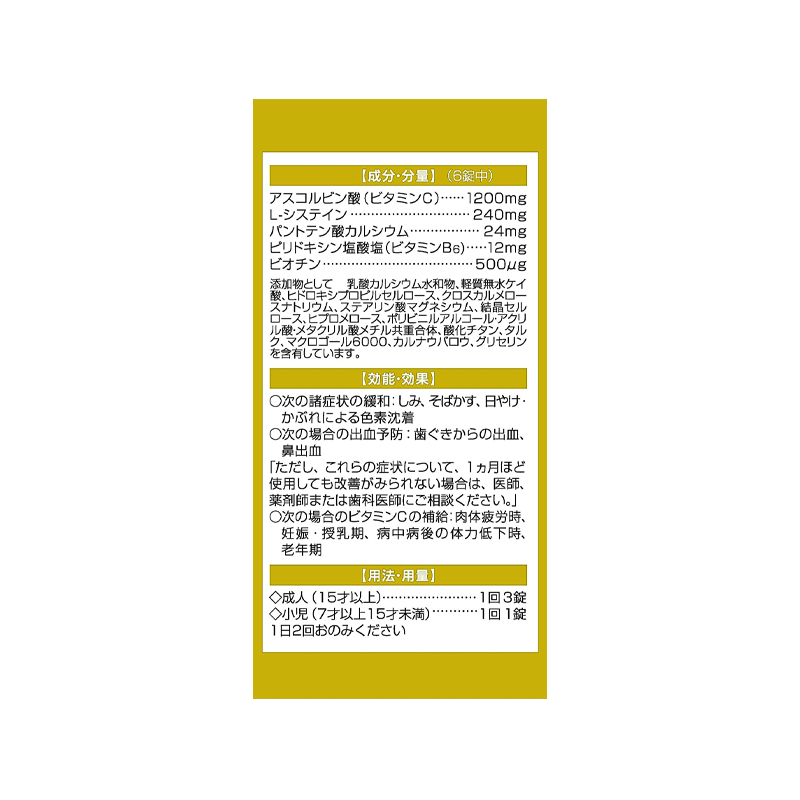 【成分・分量】(6錠中)
アスコルビン酸(ビタミンC)……1200mg
L-システイン…………………………240mg
パントテン酸カルシウム………………24mg
ピリドキシン塩酸塩(ビタミンB6)……12mg
ビオチン…………………………………500μg
添加物として 乳酸カルシウム水和物、軽質無水ケイ
酸、ヒドロキシプロピルセルロース、クロスカルメロー
スナトリウム、ステアリン酸マグネシウム、結晶セル
ロース、ヒプロメロース、ポリビニルアルコール・アクリ
ル酸・メタクリル酸メチル共重合体、酸化チタン、タル
ク、マクロゴール6000、カルナウバロウ、グリセリン
を含有しています。
【効能・効果】
○次の諸症状の緩和:しみ、そばかす、日やけ・
かぶれによる色素沈着
○次の場合の出血予防:歯ぐきからの出血、
鼻出血
「ただし、これらの症状について、1ヵ月ほど
使用しても改善がみられない場合は、医師、
薬剤師または歯科医師にご相談ください。」
○次の場合のビタミンCの補給:肉体疲労時、
妊娠・授乳期、病中病後の体力低下時、
老年期
【用法・用量】
◇成人(15才以上)……………………1回3錠
◇小児(7才以上15才未満)…………1回1錠
1日2回おのみください